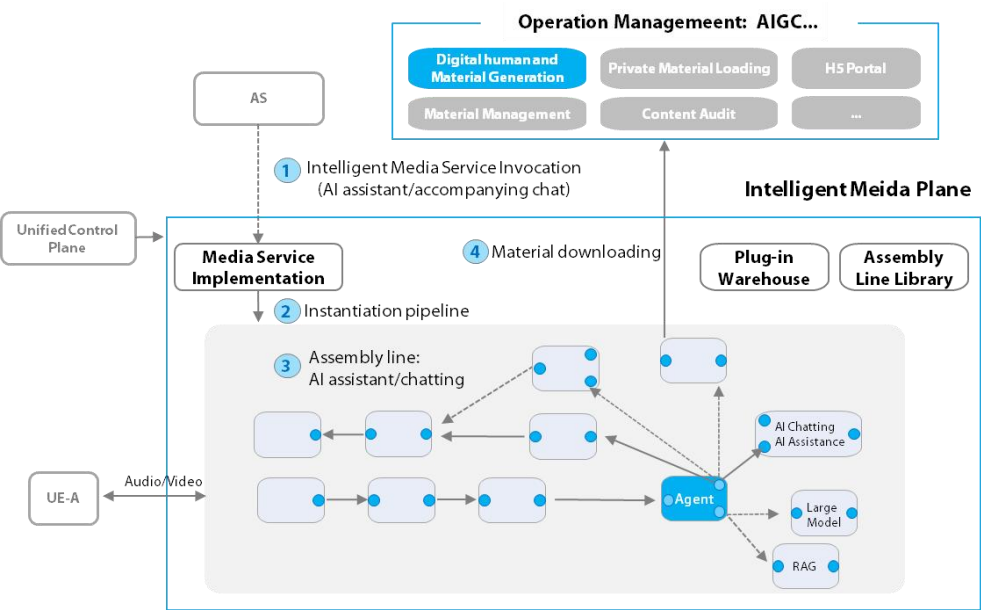 Operation Managemeent: AIGC...
Digital human and
Material Generation
Private Material Loading
H5 Portal
Material Management
Content Audit
...
AS
1
Intelligent Media Service Invocation
(AI assistant/accompanying chat)
Intelligent Meida Plane
Unified Control
Plane
Media Service
Implementation
4
Material downloading
Plug-in
Warehouse
Assembly
Line Library
2
Instantiation pipeline
3
Assembly line:
AI assistant/chatting
AI Chatting
AI Assistance
UE-A
Audio/Video
Agent
Large
Model
RAG